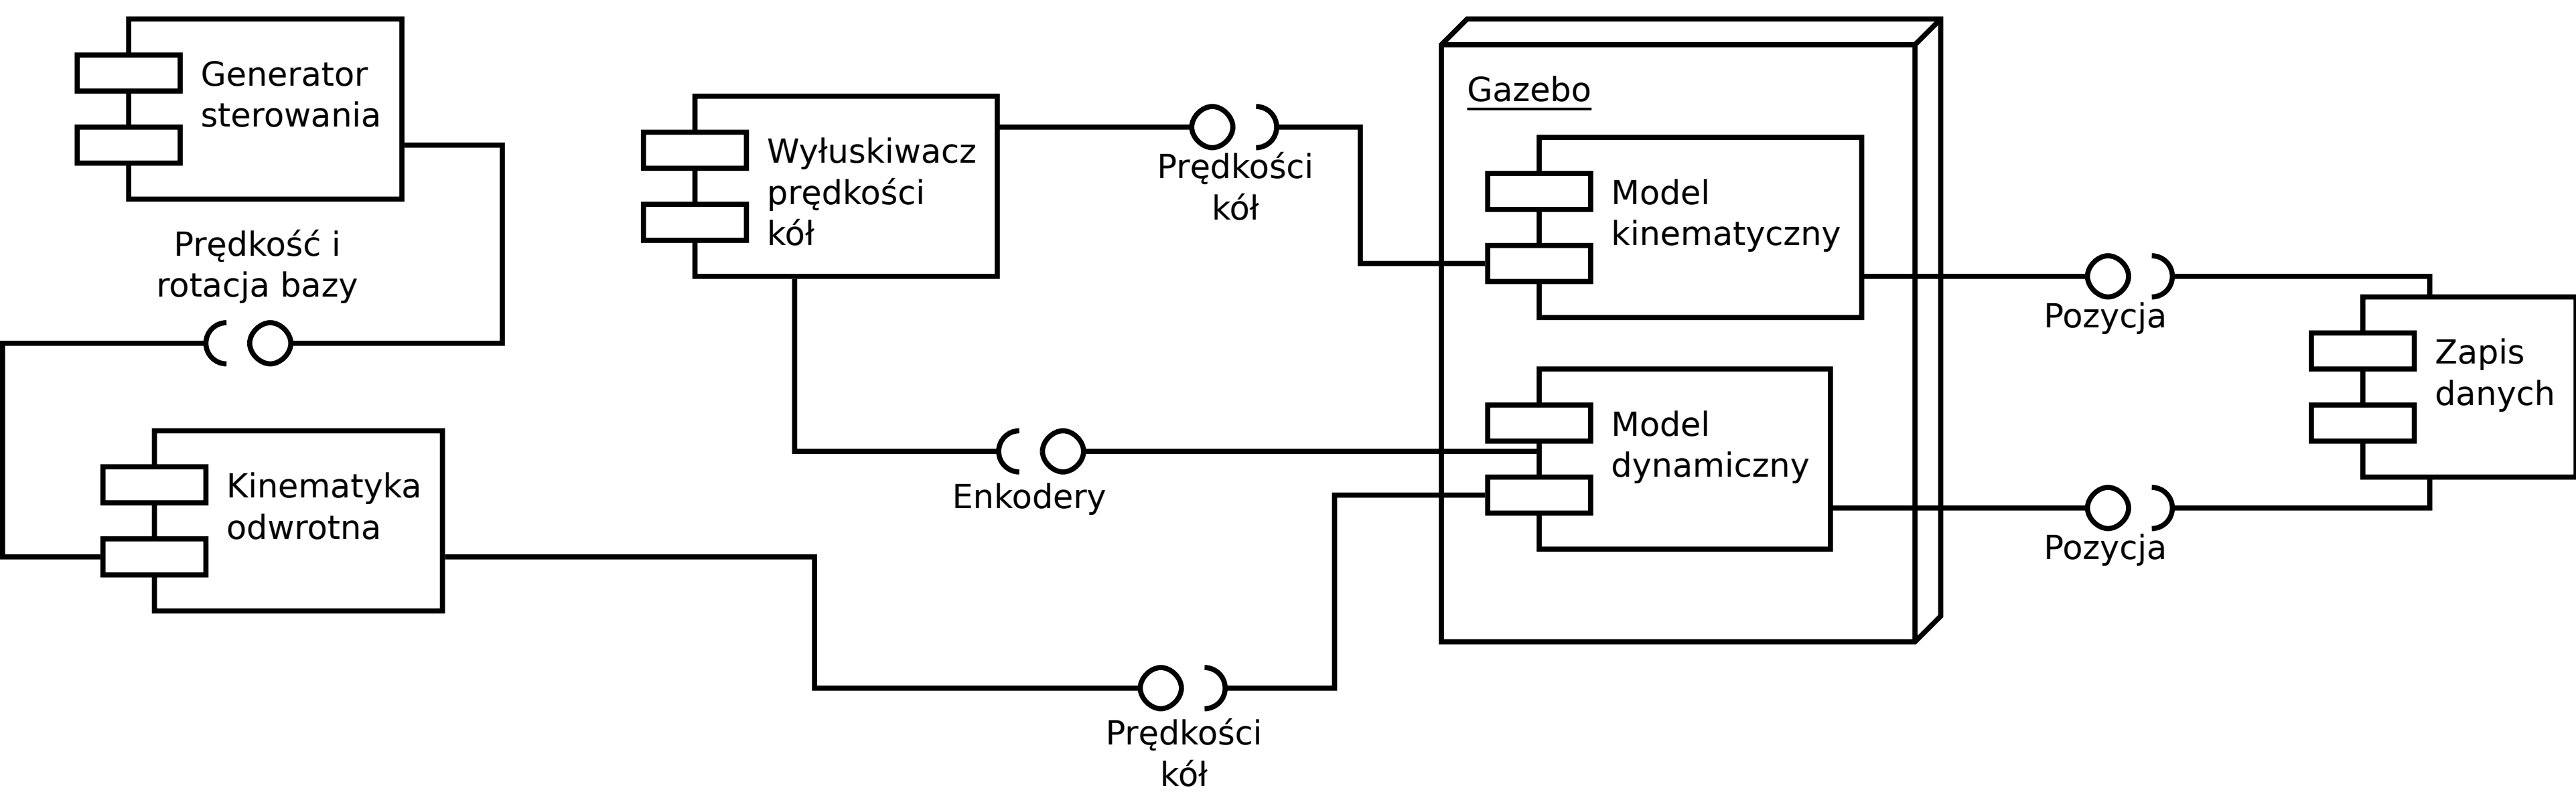 Generator
sterowania
Prędkość i
rotacja bazy
Kinematyka
odwrotna
Wyłuskiwacz
prędkości
kół
Prędkości
kół
Enkodery
Prędkości
kół
Gazebo
Model
kinematyczny
Model
dynamiczny
Pozycja
Pozycja
Zapis
danych